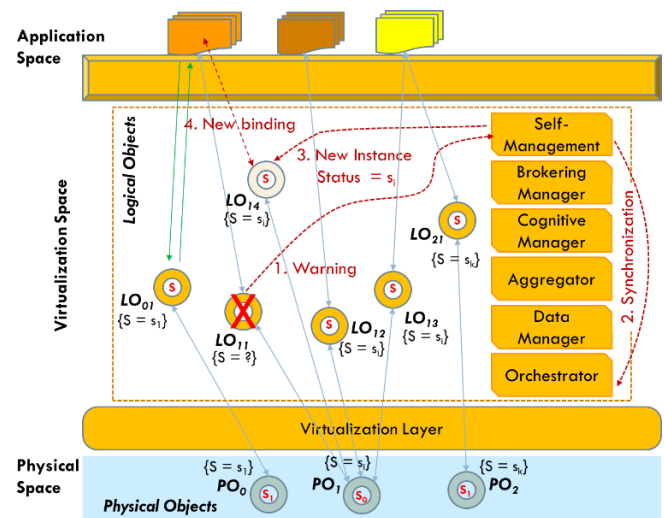 Application
Space
4. New binding
Logical Objects
Virtualization Space
Self-
Management
3. New Instance
Status = si
S
LO14
{S = si}
Brokering
Manager
S
LO21
{S = sk}
Cognitive
Manager
2. Synchronization
1. Warning
S
LO01
{S = s1}
Aggregator
S
LO13
{S = si}
X
LO11
{S = ?}
S
LO12
{S = si}
Data
Manager
Orchestrator
Virtualization Layer
Physical
Space
{S = s1}
PO0
S1
{S = si}
PO1
S0
{S = sk}
PO2
S1
Physical Objects